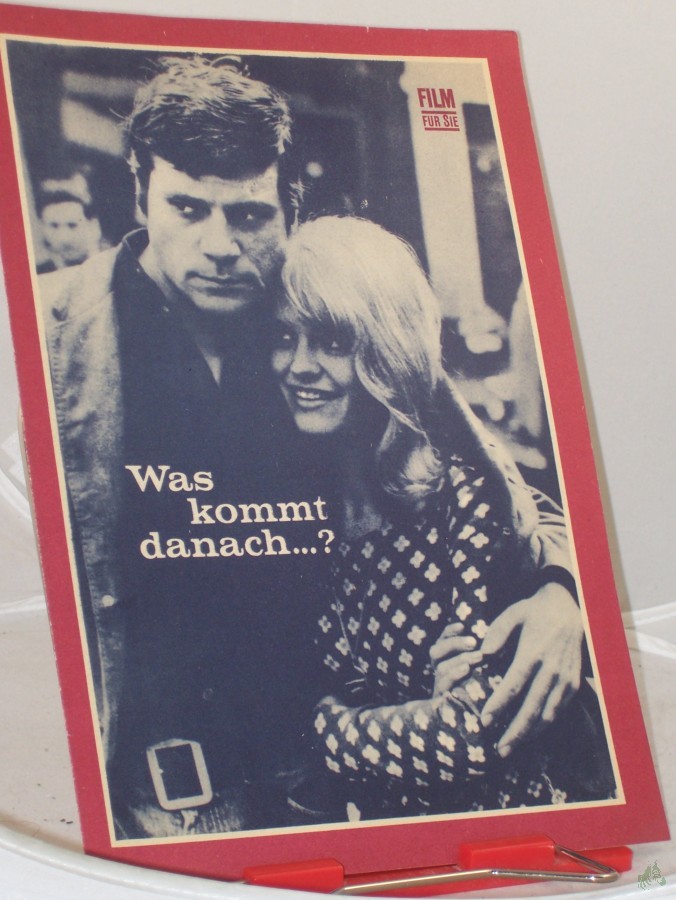 FILM
FÜR SIE
Was
kommt
danach...?